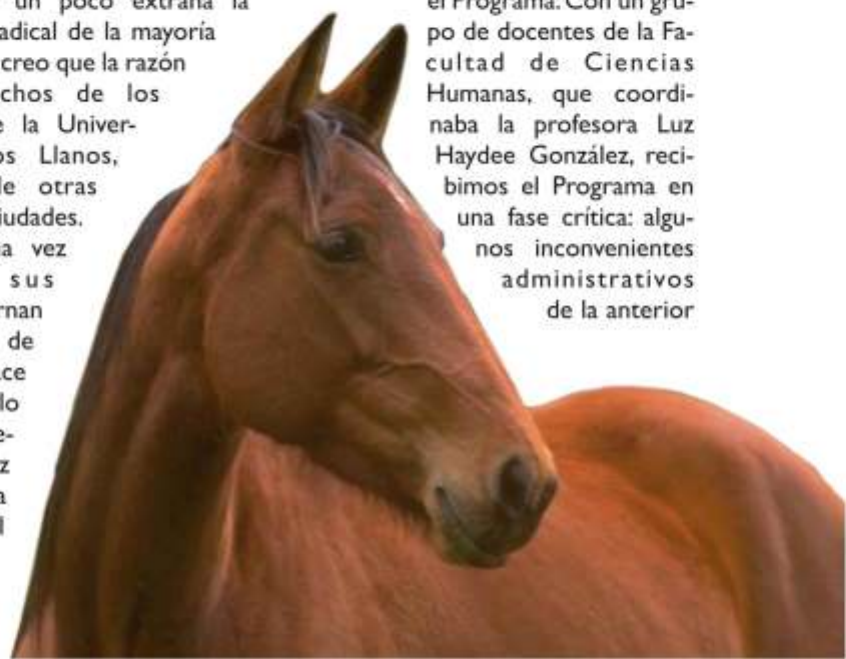 un poco extraña la
adical de la mayoría
creo que la razón
chos de los
e la Univer-
os Llanos,
de otras
iudades.
a vez
sus
rnan
de
ce
lo
e-
z
a
el Programa. Con un gru-
po de docentes de la Fa-
cultad de Ciencias
Humanas, que coordi-
naba la profesora Luz
Haydee González, reci-
bimos el Programa en
una fase crítica: algu-
nos inconvenientes
administrativos
de la anterior